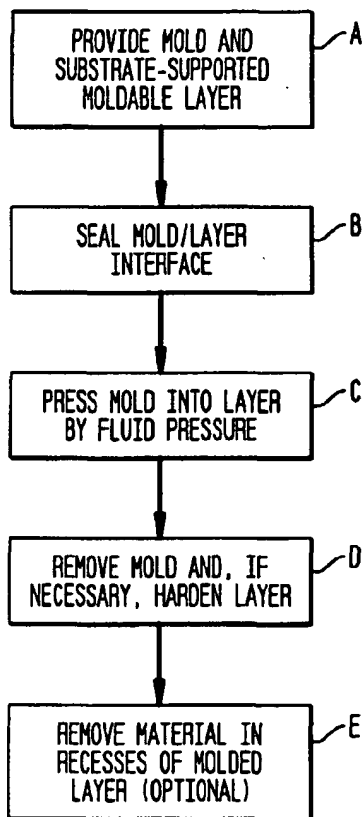 PROVIDE MOLD AND
SUBSTRATE-SUPPORTED
MOLDABLE LAYER
A
SEAL MOLD/LAYER
INTERFACE
B
PRESS MOLD INTO LAYER
BY FLUID PRESSURE
C
REMOVE MOLD AND, IF
NECESSARY, HARDEN LAYER
D
REMOVE MATERIAL IN
RECESSES OF MOLDED
LAYER (OPTIONAL)
E